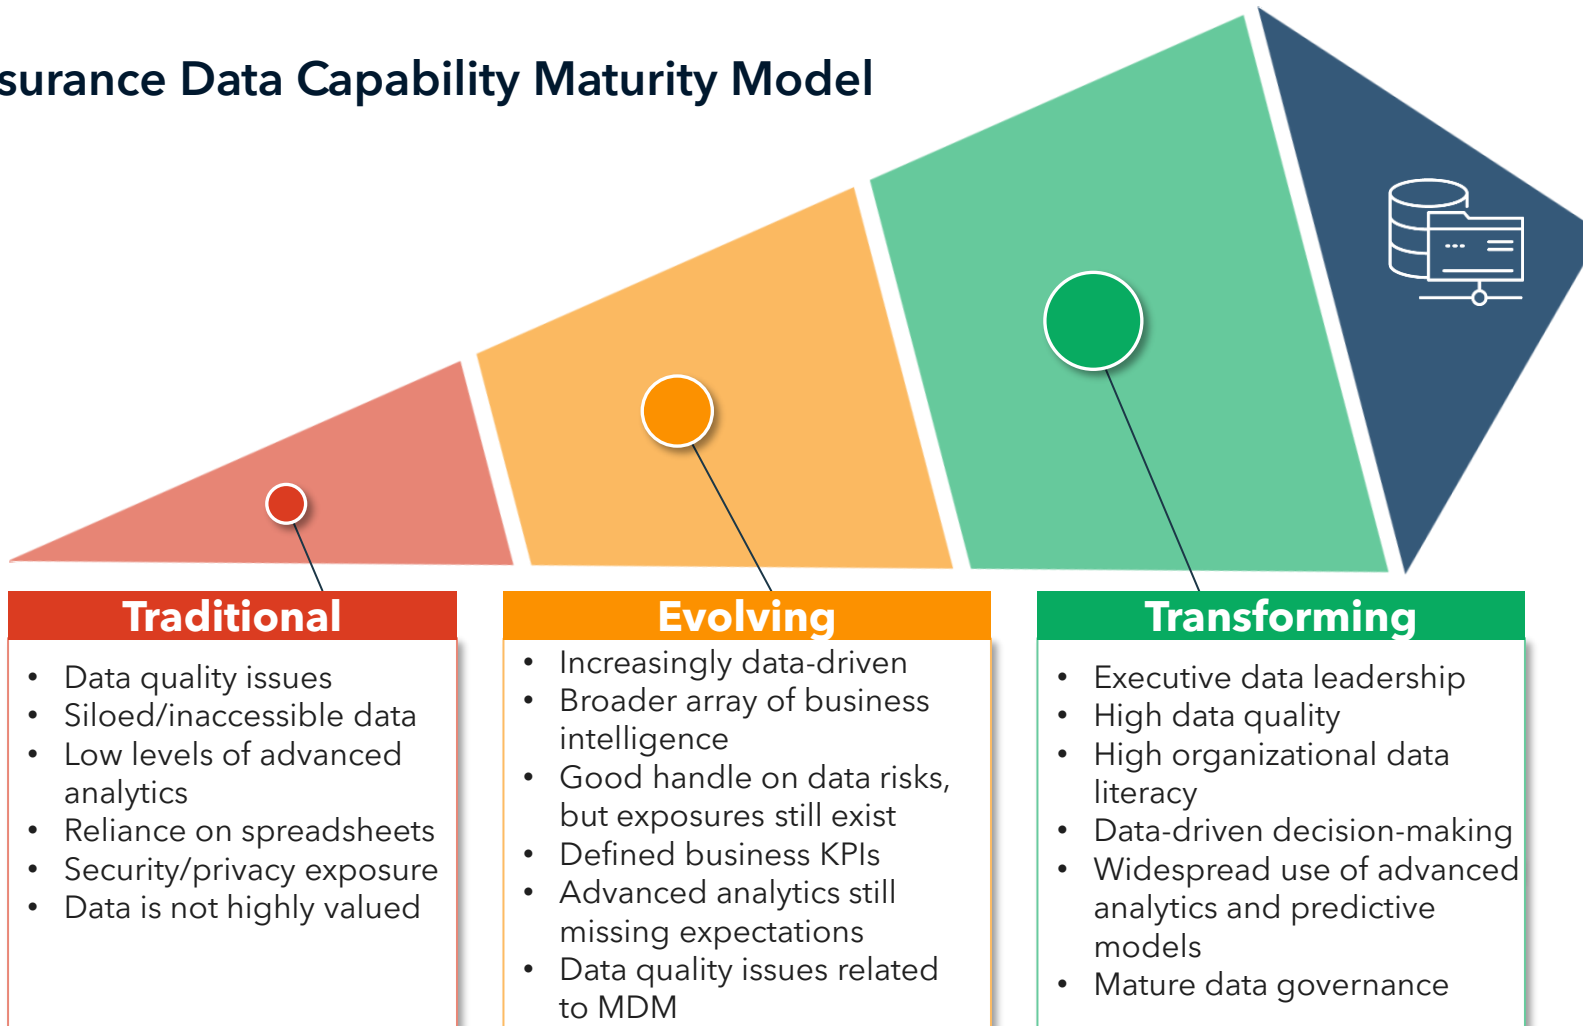 surance Data Capability Maturity Model
Traditional
• Data quality issues
• Siloed/inaccessible data
• Low levels of advanced
analytics
• Reliance on spreadsheets
• Security/privacy exposure
• Data is not highly valued
Evolving
• Increasingly data-driven
• Broader array of business
intelligence
• Good handle on data risks,
but exposures still exist
• Defined business KPIs
• Advanced analytics still
missing expectations
• Data quality issues related
to MDM
Transforming
• Executive data leadership
• High data quality
• High organizational data
literacy
• Data-driven decision-making
• Widespread use of advanced
analytics and predictive
models
• Mature data governance